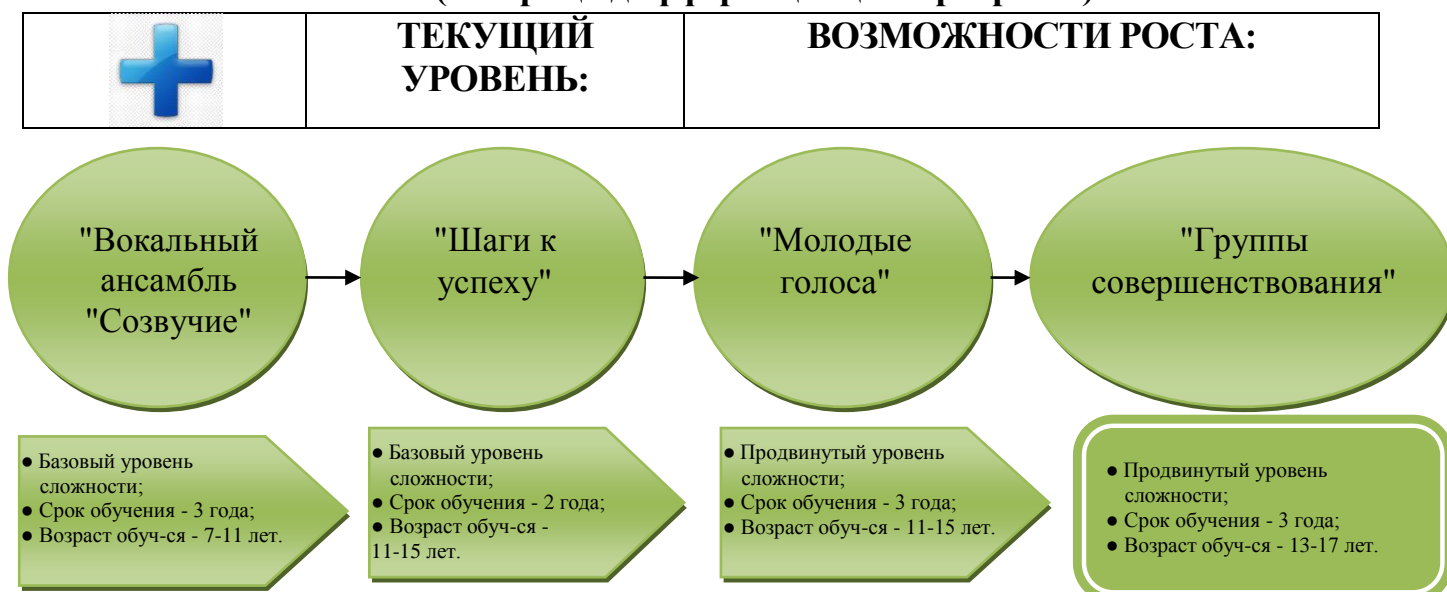 ТЕКУЩИЙ
УРОВЕНЬ:
ВОЗМОЖНОСТИ РОСТА:
"Вокальный
ансамбль
"Созвучие"
"Шаги к
успеху"
"Молодые
голоса"
"Группы
совершенствования"
● Базовый уровень
сложности;
● Срок обучения - 3 года;
● Возраст обуч-ся - 7-11 лет.
● Базовый уровень
сложности;
● Срок обучения - 2 года;
● Возраст обуч-ся -
11-15 лет.
● Продвинутый уровень
сложности;
● Срок обучения - 3 года;
● Возраст обуч-ся - 11-15 лет.
● Продвинутый уровень
сложности;
● Срок обучения - 3 года;
● Возраст обуч-ся - 13-17 лет.